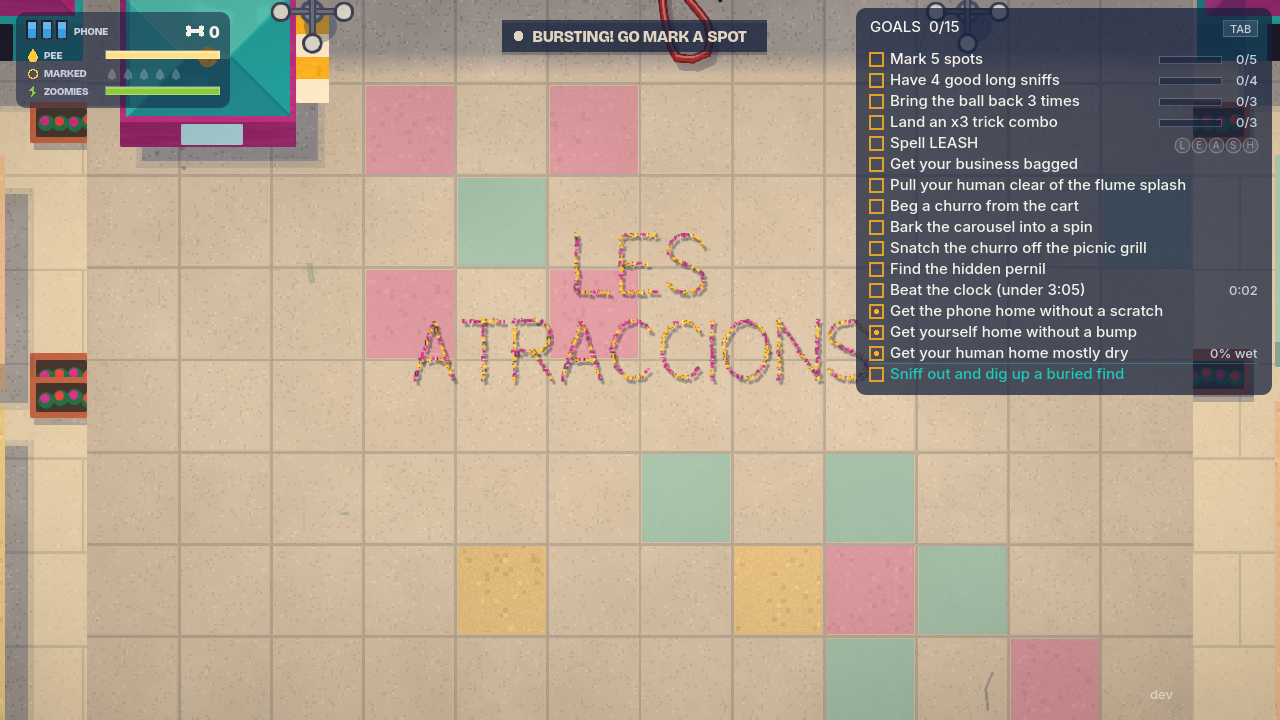 PHONE
0
PEE
MARKED
ZOOMIES
BURSTING! GO MARK A SPOT
GOALS 0/15
TAB
Mark 5 spots 0/5
Have 4 good long sniffs 0/4
Bring the ball back 3 times 0/3
Land an x3 trick combo 0/3
Spell LEASH L E A S H
Get your business bagged
Pull your human clear of the flume splash
Beg a churro from the cart
Bark the carousel into a spin
Snatch the churro off the picnic grill
Find the hidden pernil
Beat the clock (under 3:05) 0:02
Get the phone home without a scratch
Get yourself home without a bump
Get your human home mostly dry 0% wet
Sniff out and dig up a buried find
LES
ATRACCIONS
dev